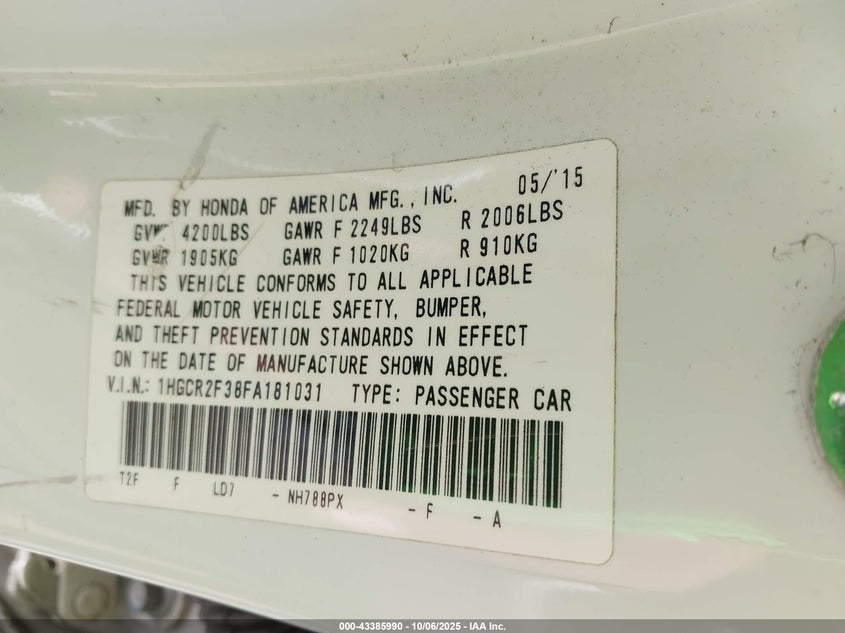 MFD. BY HONDA OF AMERICA MFG., INC. 05/'15
GVWR 4200LBS GAWR F 2249LBS R 2006LBS
GVWR 1905KG GAWR F 1020KG R 910KG
THIS VEHICLE CONFORMS TO ALL APPLICABLE
FEDERAL MOTOR VEHICLE SAFETY, BUMPER,
AND THEFT PREVENTION STANDARDS IN EFFECT
ON THE DATE OF MANUFACTURE SHOWN ABOVE.
V.I.N.: 1HGCR2F38FA181031 TYPE: PASSENGER CAR
T2F F LD7 - NH788PX - F - A
000-43385990 - 10/06/2025 - IAA Inc.